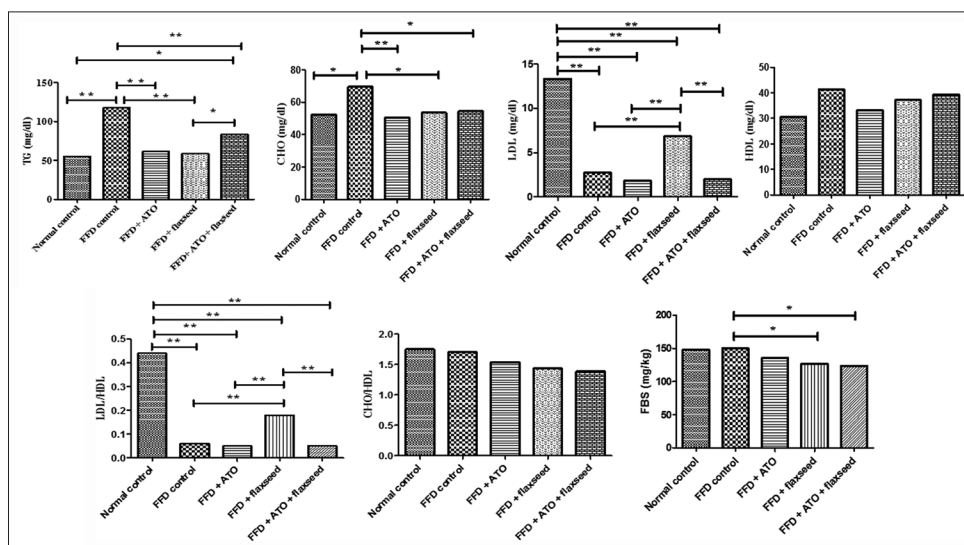 **
*
* *
* *
* *
*
TG (mg/dl)
150
100
50
0
Normal control
FFD control
FFD+ ATO
FFD+ flaxseed
FFD+ ATO + flaxseed
*
**
*
*
CHO (mg/dl)
80
60
40
20
0
Normal control
FFD control
FFD + ATO
FFD + flaxseed
FFD + ATO + flaxseed
**
**
**
**
**
**
**
LDL (mg/dl)
15
10
5
0
Normal control
FFD control
FFD + ATO
FFD + flaxseed
FFD + ATO + flaxseed
HDL (mg/dl)
50
40
30
20
10
0
Normal control
FFD control
FFD + ATO
FFD + flaxseed
FFD + ATO + flaxseed
**
**
**
**
**
**
**
LDL/HDL
0.5
0.4
0.3
0.2
0.1
0.0
Normal control
FFD control
FFD + ATO
FFD + flaxseed
FFD + ATO + flaxseed
CHO/HDL
2.0
1.5
1.0
0.5
0.0
Normal control
FFD control
FFD + ATO
FFD + flaxseed
FFD + ATO + flaxseed
*
*
FBS (mg/kg)
200
150
100
50
0
Normal control
FFD control
FFD + ATO
FFD + flaxseed
FFD + ATO + flaxseed